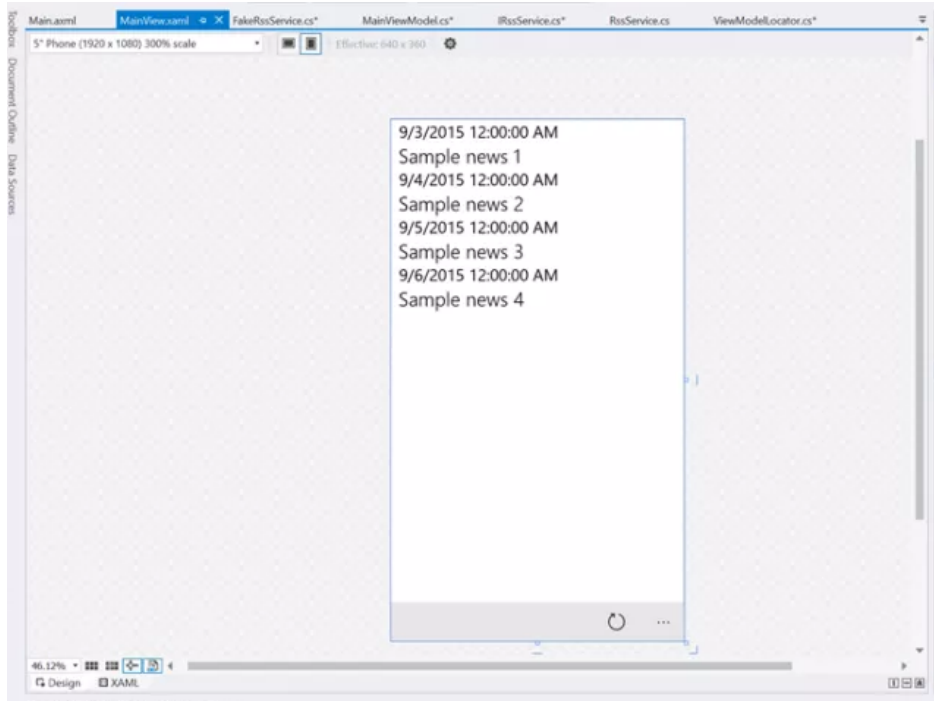 Main.axml MainView.xaml FakeRssService.cs* MainViewModel.cs* IRssService.cs* RssService.cs ViewModelLocator.cs*
5" Phone (1920 x 1080) 300% scale Effective: 640 x 360
Toolbox
Document Outline
Data Sources
9/3/2015 12:00:00 AM
Sample news 1
9/4/2015 12:00:00 AM
Sample news 2
9/5/2015 12:00:00 AM
Sample news 3
9/6/2015 12:00:00 AM
Sample news 4
46.12%
Design XAML